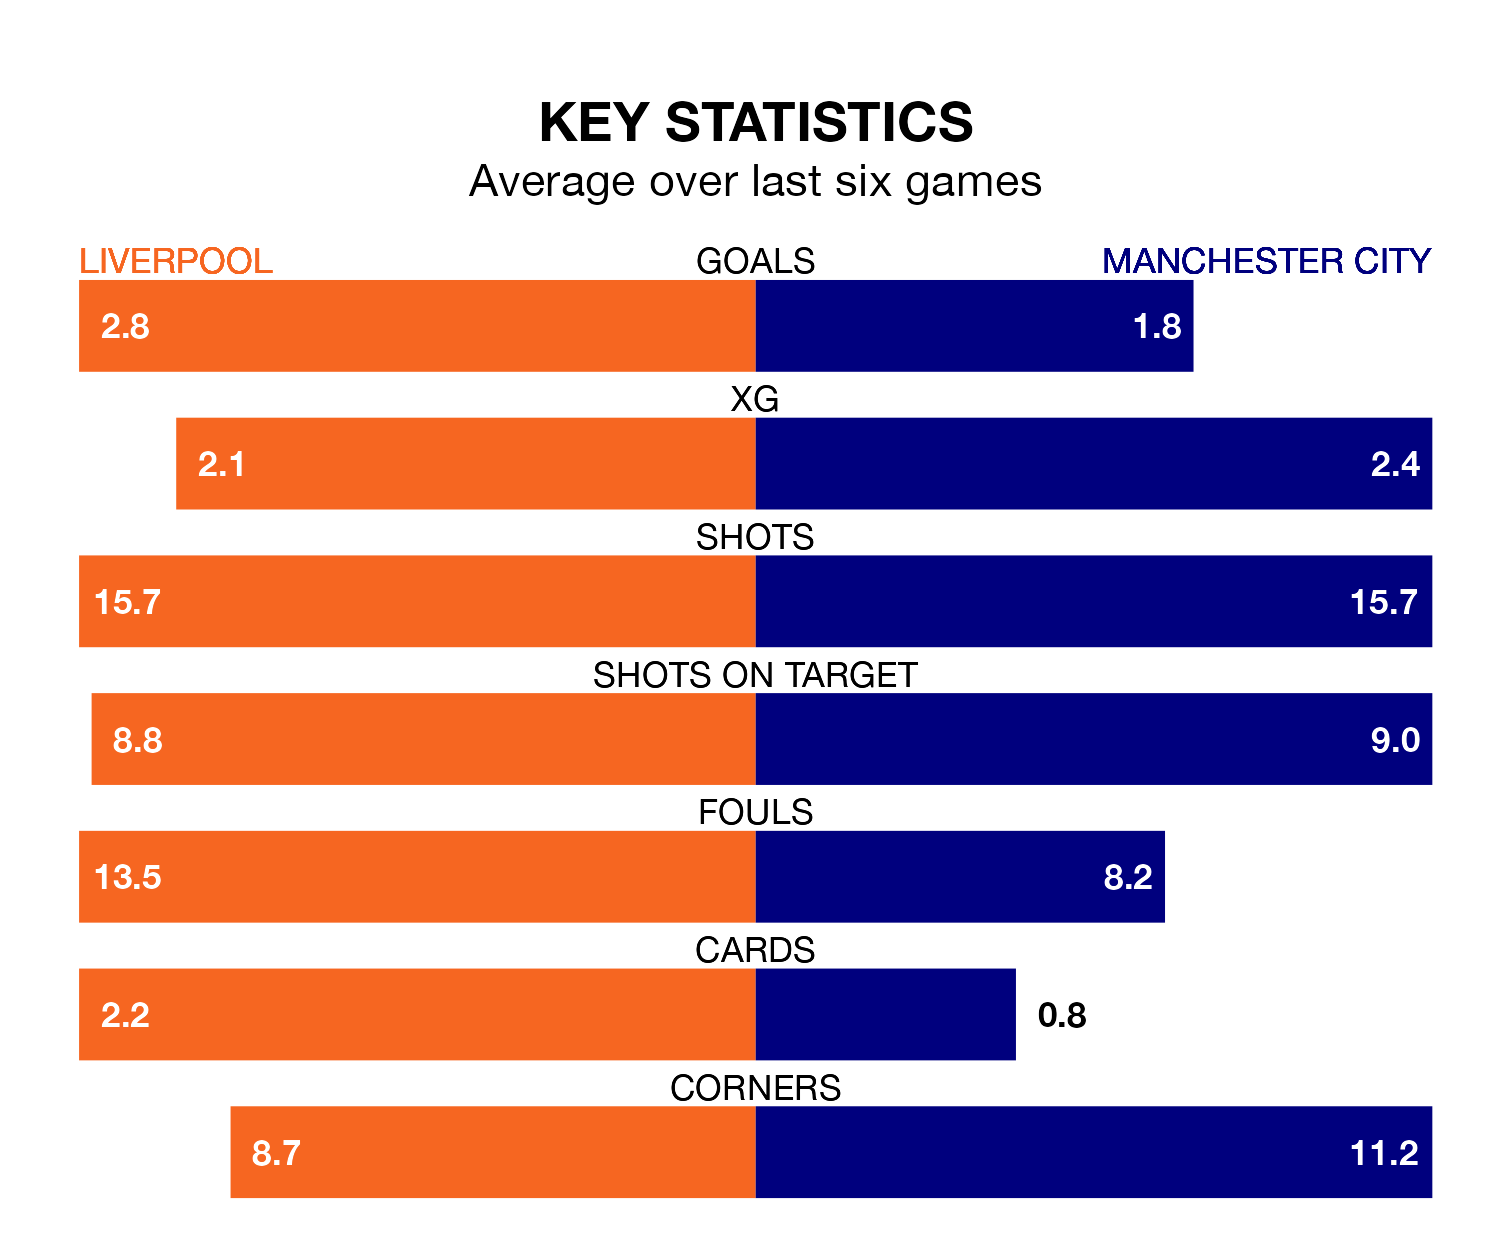 KEY STATISTICS
Average over last six games
LIVERPOOL GOALS MANCHESTER CITY
2.8 1.8
XG
2.1 2.4
SHOTS
15.7 15.7
SHOTS ON TARGET
8.8 9.0
FOULS
13.5 8.2
CARDS
2.2 0.8
CORNERS
8.7 11.2